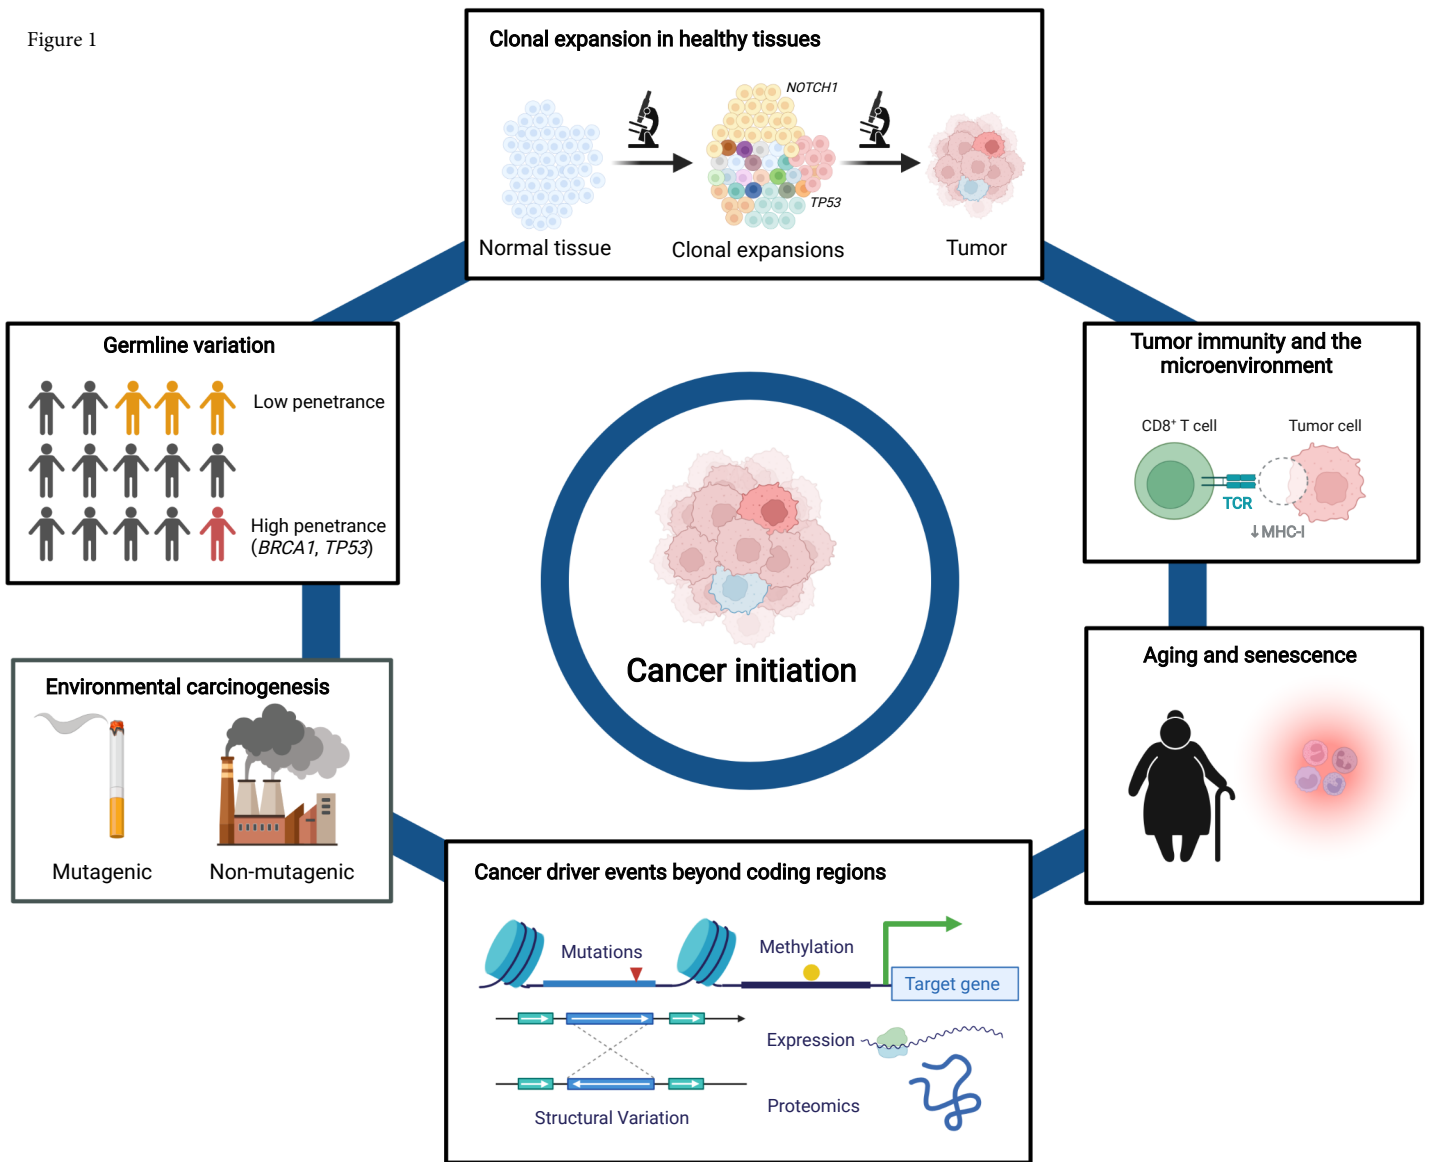 Figure 1
Clonal expansion in healthy tissues
NOTCH1
TP53
Normal tissue
Clonal expansions
Tumor
Germline variation
Low penetrance
High penetrance
(BRCA1, TP53)
Tumor immunity and the
microenvironment
CD8⁺ T cell
Tumor cell
TCR
↓MHC-I
Cancer initiation
Environmental carcinogenesis
Mutagenic
Non-mutagenic
Aging and senescence
Cancer driver events beyond coding regions
Mutations
Methylation
Target gene
Expression
Proteomics
Structural Variation